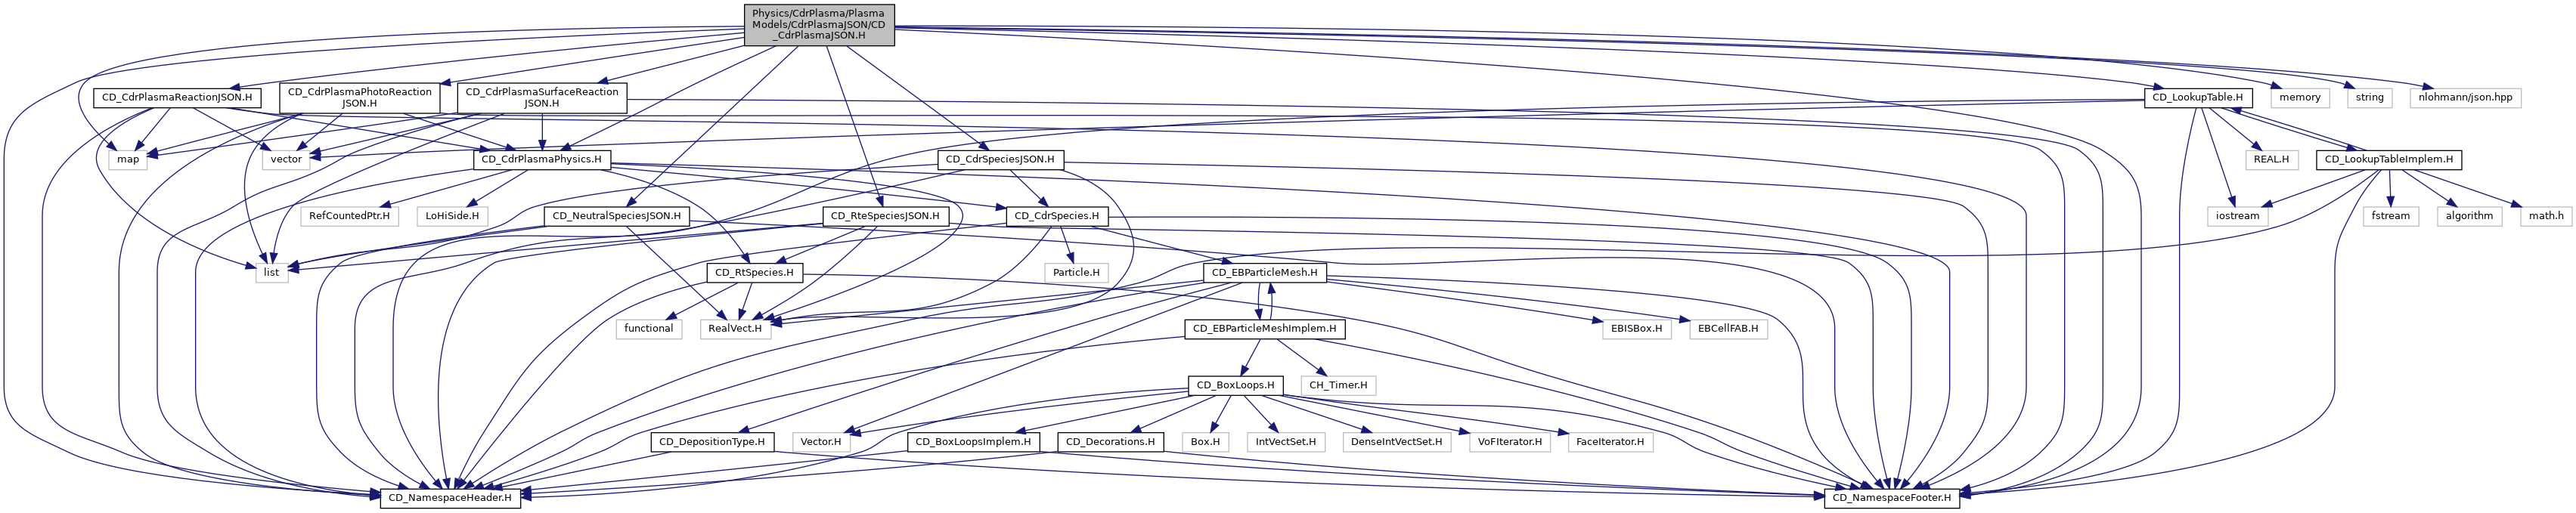 Physics/CdrPlasma/Plasma
Models/CdrPlasmaJSON/CD
_CdrPlasmaJSON.H
CD_CdrPlasmaReactionJSON.H
CD_CdrPlasmaPhotoReaction
JSON.H
CD_CdrPlasmaSurfaceReaction
JSON.H
CD_LookupTable.H
memory
string
nlohmann/json.hpp
map
vector
CD_CdrPlasmaPhysics.H
CD_CdrSpeciesJSON.H
REAL.H
CD_LookupTableImplem.H
RefCountedPtr.H
LoHiSide.H
CD_NeutralSpeciesJSON.H
CD_RteSpeciesJSON.H
CD_CdrSpecies.H
iostream
fstream
algorithm
math.h
list
CD_RtSpecies.H
Particle.H
CD_EBParticleMesh.H
functional
RealVect.H
CD_EBParticleMeshImplem.H
EBISBox.H
EBCellFAB.H
CD_BoxLoops.H
CH_Timer.H
CD_DepositionType.H
Vector.H
CD_BoxLoopsImplem.H
CD_Decorations.H
Box.H
IntVectSet.H
DenseIntVectSet.H
VoFIterator.H
FaceIterator.H
CD_NamespaceHeader.H
CD_NamespaceFooter.H